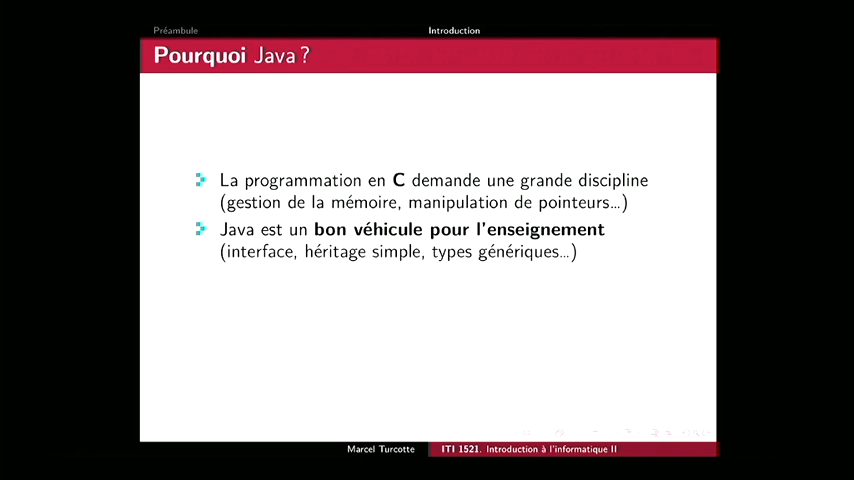 Préambule Introduction
Pourquoi Java ?
La programmation en C demande une grande discipline
(gestion de la mémoire, manipulation de pointeurs…)
Java est un bon véhicule pour l'enseignement
(interface, héritage simple, types génériques…)
Marcel Turcotte ITI 1521. Introduction à l'informatique II